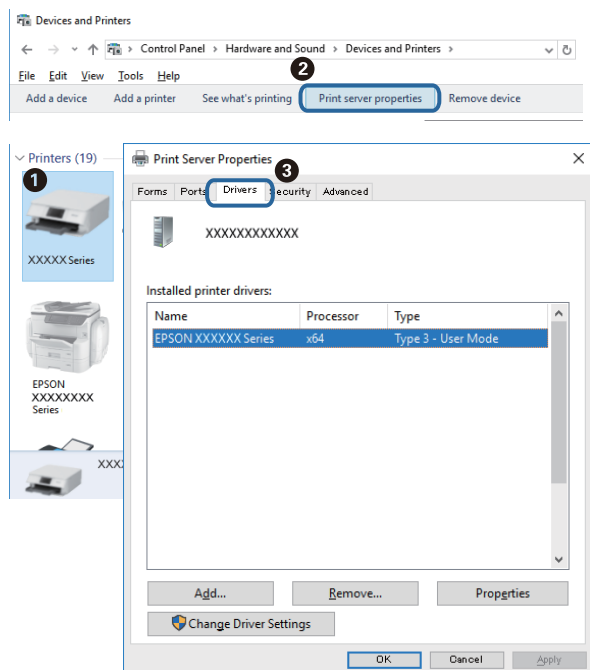 Devices and Printers
Control Panel > Hardware and Sound > Devices and Printers >
2
File Edit View Tools Help
Add a device Add a printer See what's printing Print server properties Remove device
Printers (19)
1
XXXXX Series
EPSON
XXXXXXXX
Series
XXX
Print Server Properties
3
Forms Ports Drivers Security Advanced
XXXXXXXXXXXX
Installed printer drivers:
Name Processor Type
EPSON XXXXXX Series x64 Type 3 - User Mode
Add... Remove... Properties
Change Driver Settings
OK Cancel Apply